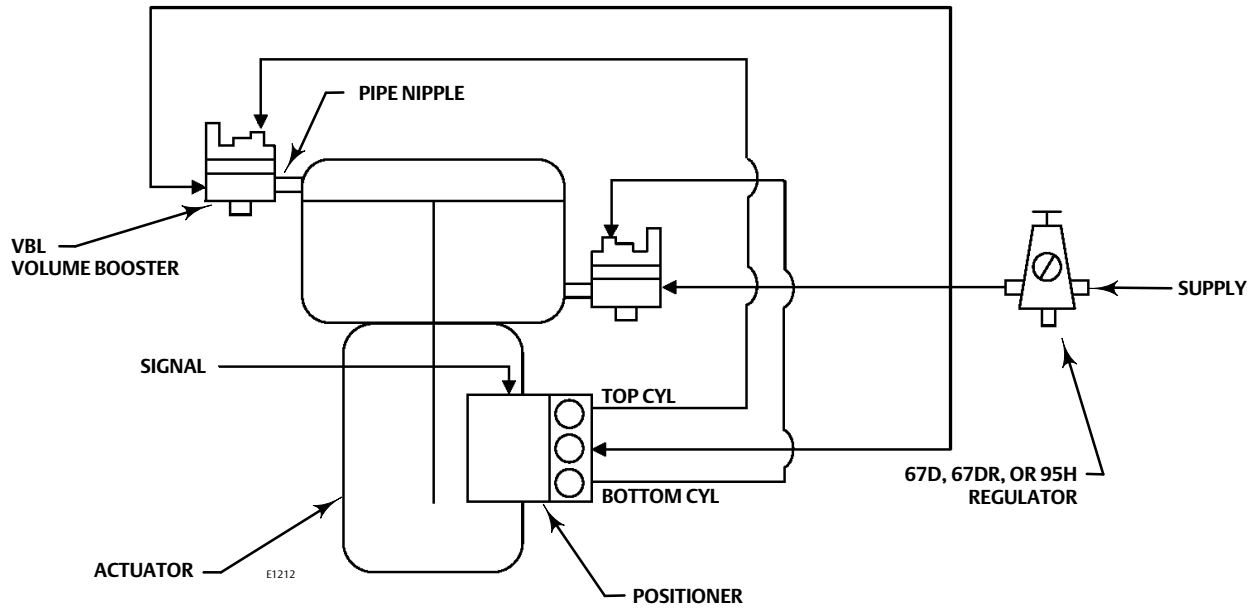 PIPE NIPPLE
VBL
VOLUME BOOSTER
SUPPLY
SIGNAL
TOP CYL
67D, 67DR, OR 95H
REGULATOR
BOTTOM CYL
ACTUATOR
E1212
POSITIONER